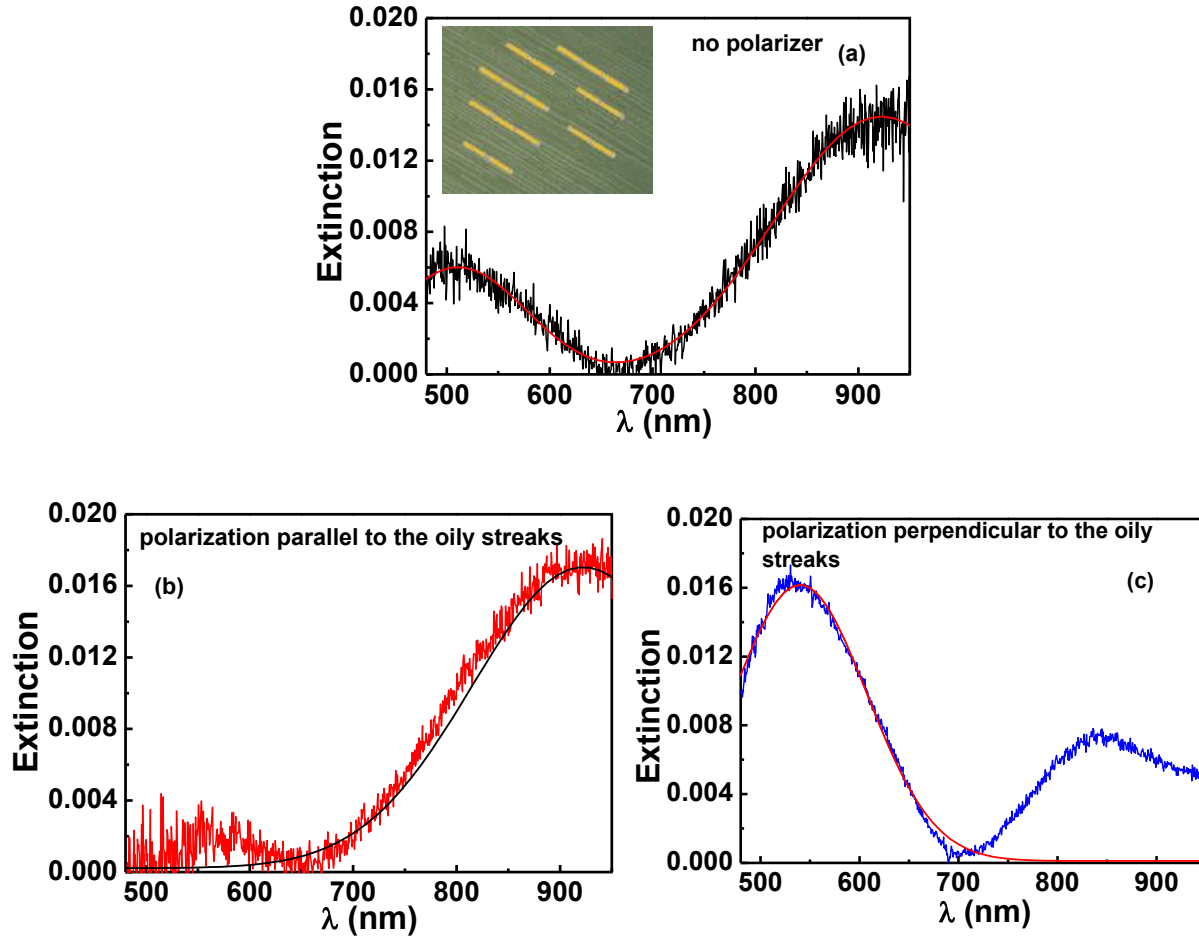 no polarizer
(a)
Extinction
0.020
0.016
0.012
0.008
0.004
0.000
500 600 700 800 900
λ (nm)
polarization parallel to the oily streaks
(b)
Extinction
0.020
0.016
0.012
0.008
0.004
0.000
500 600 700 800 900
λ (nm)
polarization perpendicular to the oily
streaks
(c)
Extinction
0.020
0.016
0.012
0.008
0.004
0.000
500 600 700 800 900
λ (nm)